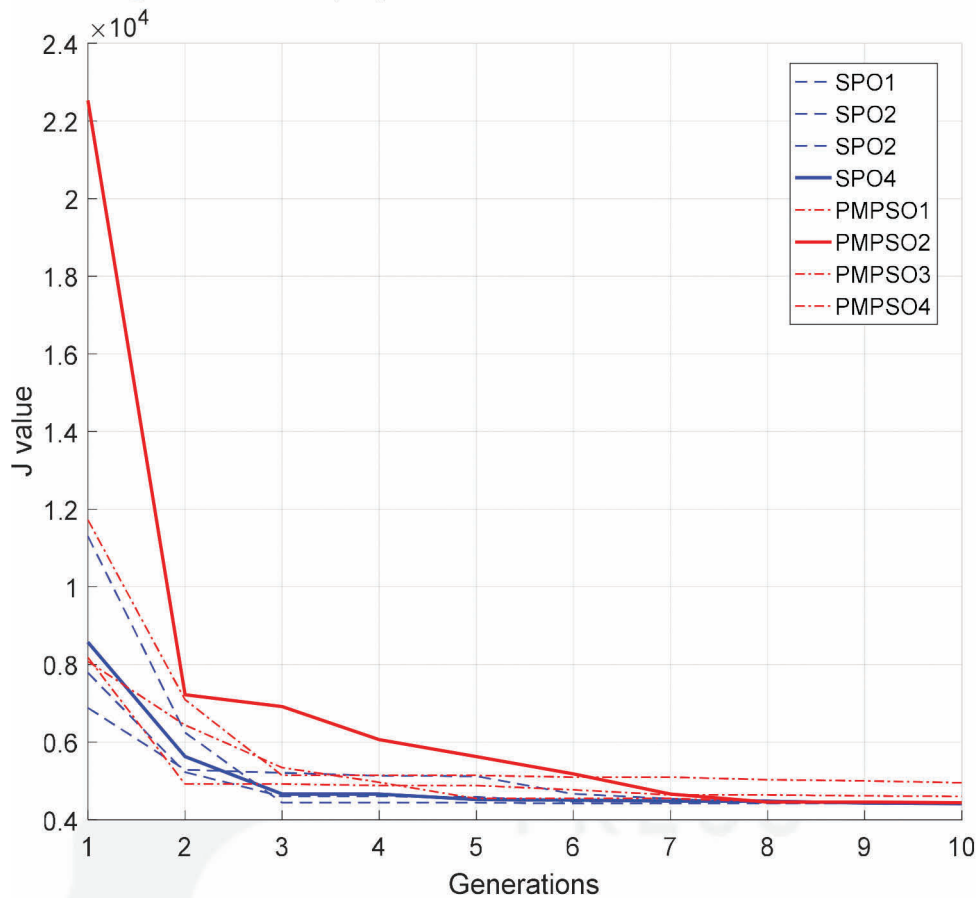 ×10⁴
2.4
2.2
2
1.8
1.6
1.4
1.2
1
0.8
0.6
0.4
J value
1 2 3 4 5 6 7 8 9 10
Generations
SPO1
SPO2
SPO2
SPO4
PMPSO1
PMPSO2
PMPSO3
PMPSO4